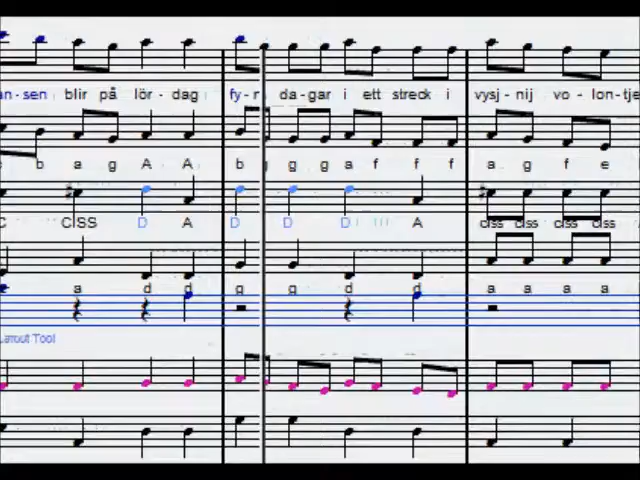 an-sen blir på lör-dag fy-r da-gar i ett streck i vysj-nij vo-lon-tje
b a g A A b g g a f f f a g f e
C CISS D A D D D A ciss ciss ciss ciss
a d d g g d d a a a a
Layout Tool